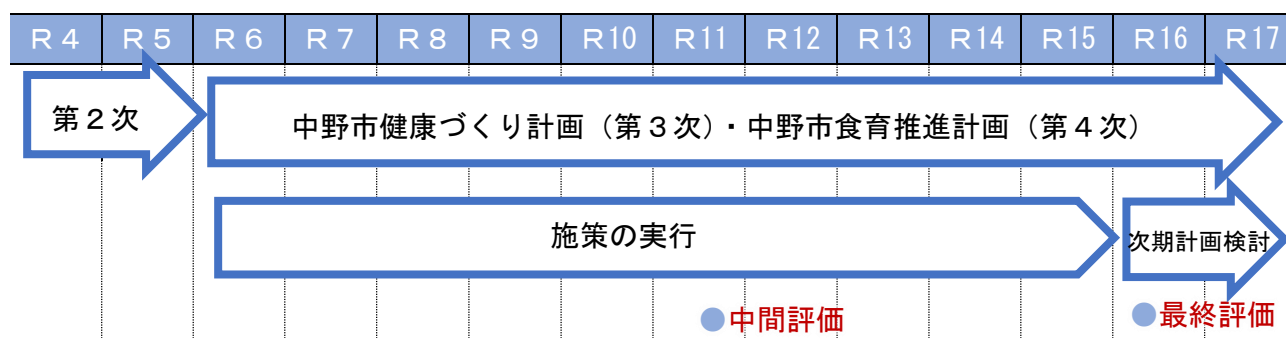 R4 R5 R6 R7 R8 R9 R10 R11 R12 R13 R14 R15 R16 R17
第2次
中野市健康づくり計画（第3次）・中野市食育推進計画（第4次）
施策の実行
次期計画検討
●中間評価
●最終評価